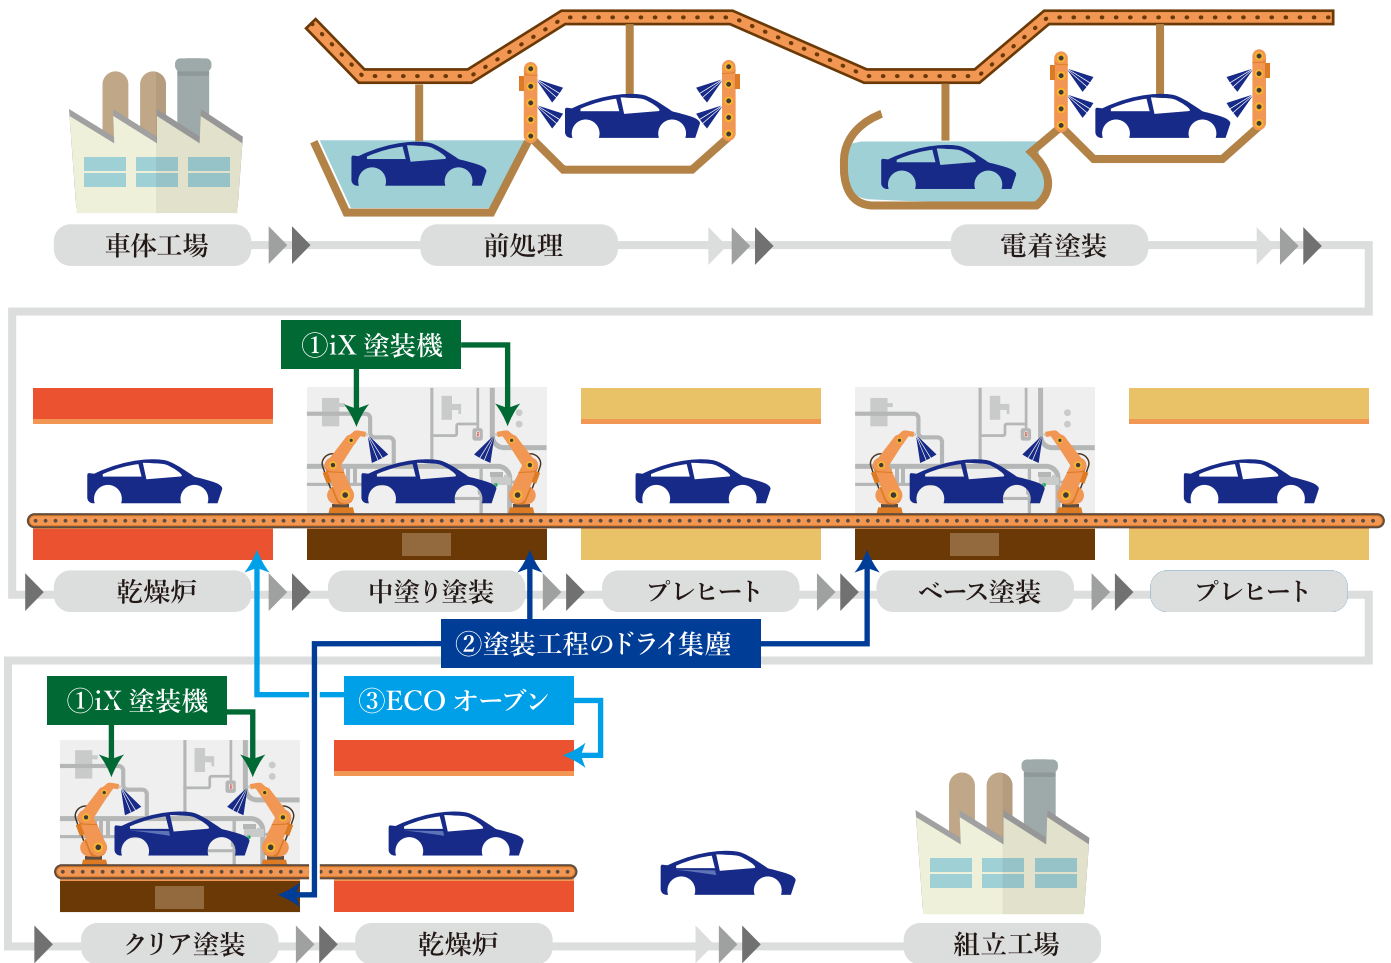 車体工場
前処理
電着塗装
①iX 塗装機
乾燥炉
中塗り塗装
プレヒート
ベース塗装
プレヒート
②塗装工程のドライ集塵
①iX 塗装機
③ECO オーブン
クリア塗装
乾燥炉
組立工場